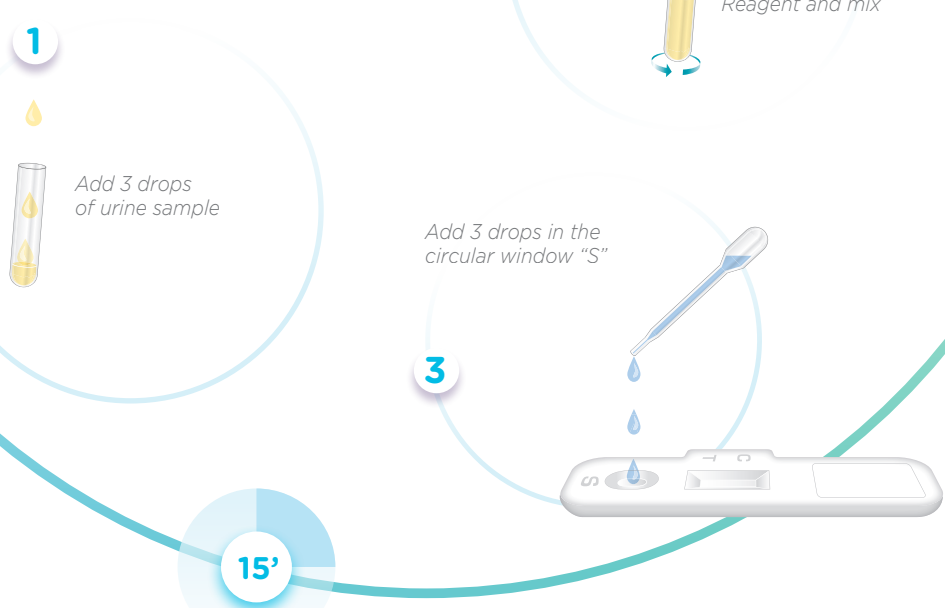 Reagent and mix
1
Add 3 drops
of urine sample
Add 3 drops in the
circular window “S”
3
S
T
C
15’